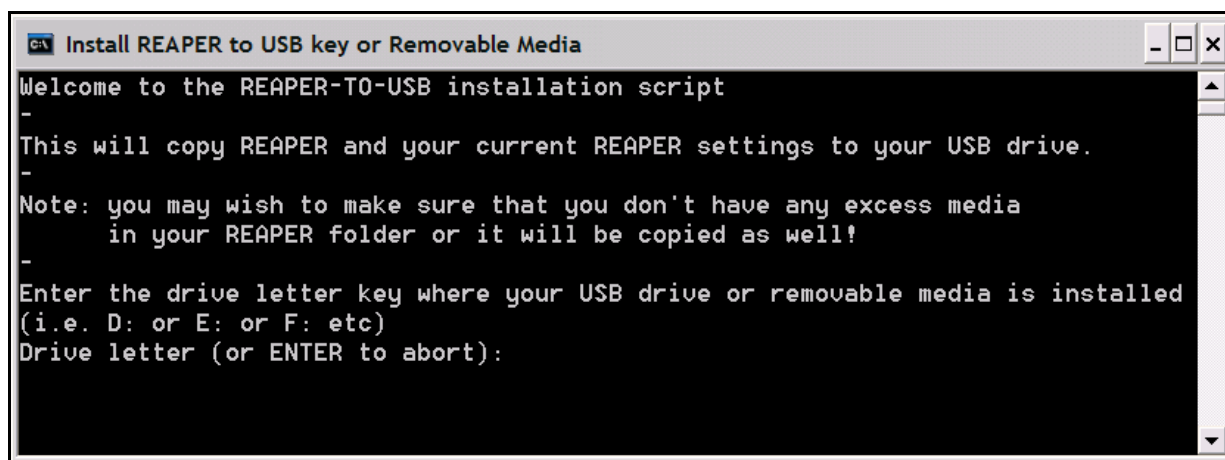 Install REAPER to USB key or Removable Media
Welcome to the REAPER-TO-USB installation script
-
This will copy REAPER and your current REAPER settings to your USB drive.
-
Note: you may wish to make sure that you don't have any excess media
in your REAPER folder or it will be copied as well!
-
Enter the drive letter key where your USB drive or removable media is installed
(i.e. D: or E: or F: etc)
Drive letter (or ENTER to abort):